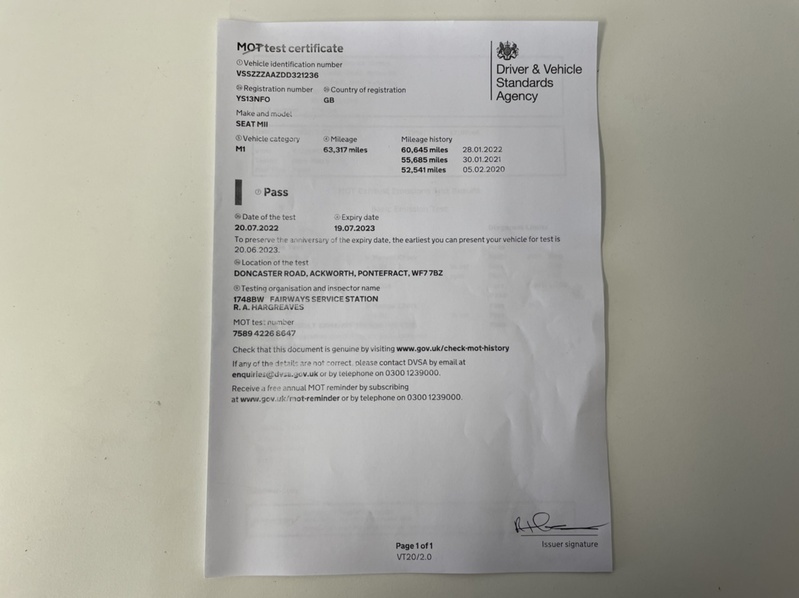 MOT test certificate
Driver & Vehicle
Standards
Agency
Vehicle identification number
VSSZZZAAZDD321236
Registration number Country of registration
YS13NFO GB
Make and model
SEAT MII
Vehicle category Mileage Mileage history
M1 63,317 miles 60,645 miles 28.01.2022
55,685 miles 30.01.2021
52,541 miles 05.02.2020
Pass
Date of the test Expiry date
20.07.2022 19.07.2023
To preserve the anniversary of the expiry date, the earliest you can present your vehicle for test is
20.06.2023.
Location of the test
DONCASTER ROAD, ACKWORTH, PONTEFRACT, WF7 7BZ
Testing organisation and inspector name
1748BW FAIRWAYS SERVICE STATION
R. A. HARGREAVES
MOT test number
7589 4226 8647
Check that this document is genuine by visiting www.gov.uk/check-mot-history
If any of the details are not correct, please contact DVSA by email at
enquiries@dvsa.gov.uk or by telephone on 0300 1239000.
Receive a free annual MOT reminder by subscribing
at www.gov.uk/mot-reminder or by telephone on 0300 1239000.
Issuer signature
Page 1 of 1
VT20/2.0